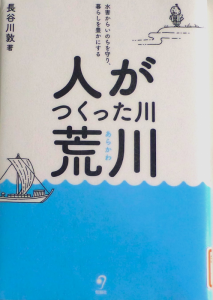 水害からいのちを守り、
暮らしを豊かにする
長谷川敦 著
人が
つくった川
荒川
あらかわ